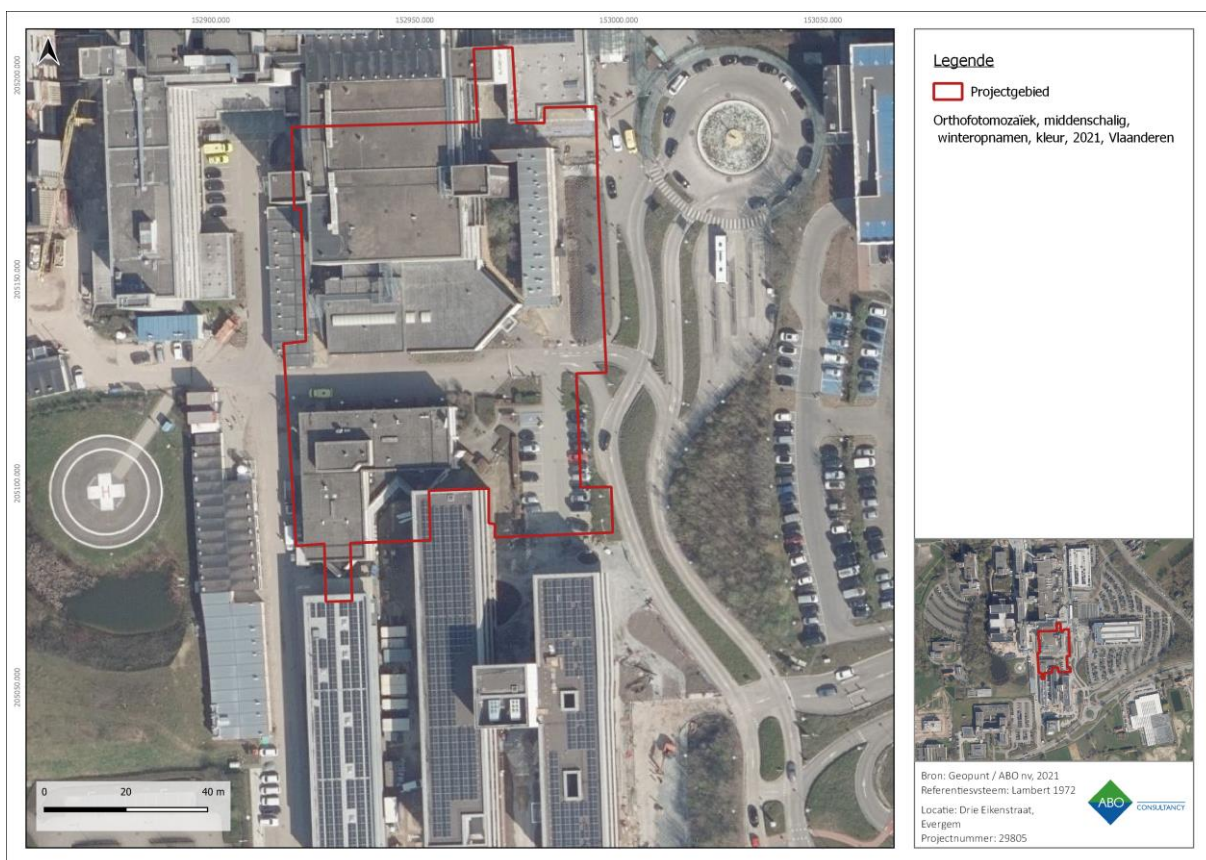 152900.000 152950.000 153000.000 153050.000
205200.000
205150.000
205100.000
205050.000
H
0 20 40 m
Legende
Projectgebied
Orthofotomozaïek, middenschalig,
winteropnamen, kleur, 2021, Vlaanderen
Bron: Geopunt / ABO nv, 2021
Referentiesysteem: Lambert 1972
Locatie: Drie Eikenstraat,
Evergem
Projectnummer: 29805
ABO CONSULTANCY